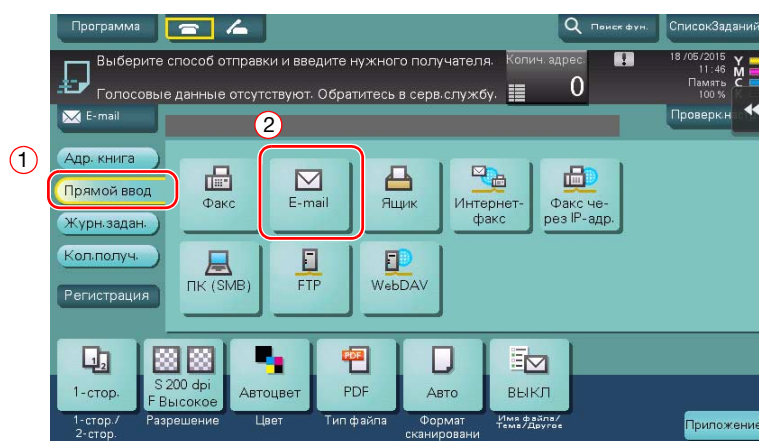 Программа
Поиск фун.
СписокЗаданий
Выберите способ отправки и введите нужного получателя.
Голосовые данные отсутствуют. Обратитесь в серв.службу.
Колич. адрес
0
18/05/2015
11:46
Память
100 %
Y
M
C
K
E-mail
Проверк.н
2
1
Адр. книга
Прямой ввод
Журн.задан.
Кол.получ.
Регистрация
Факс
E-mail
Ящик
Интернет-
факс
Факс че-
рез IP-адр.
ПК (SMB)
FTP
WebDAV
1-стор.
S 200 dpi
F Высокое
Автоцвет
PDF
PDF
Авто
ВЫКЛ
1-стор./
2-стор.
Разрешение
Цвет
Тип файла
Формат
сканировани
Имя файла/
Тема/Другое
Приложение